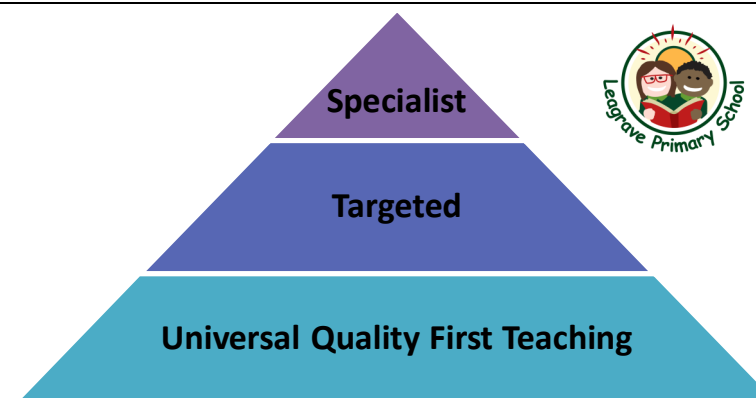 Specialist
Leagrave Primary School
Targeted
Universal Quality First Teaching